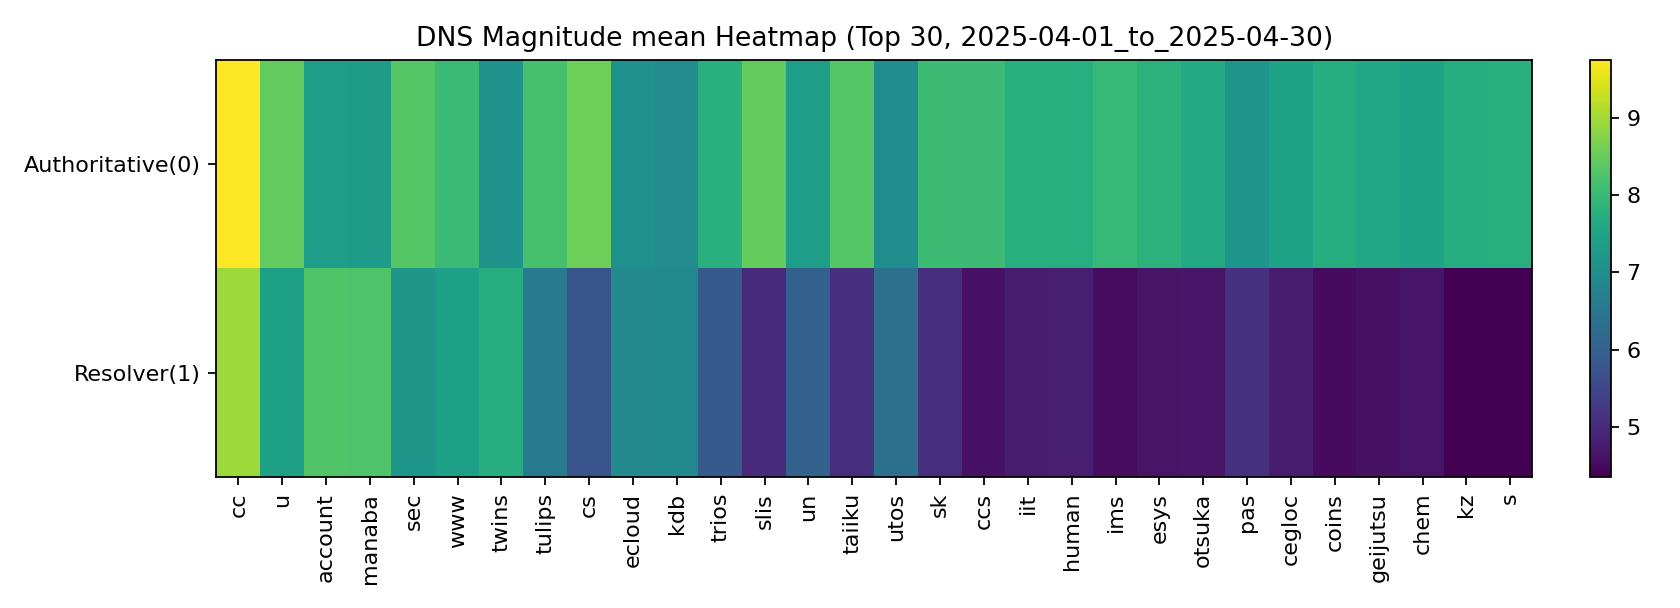 DNS Magnitude mean Heatmap (Top 30, 2025-04-01_to_2025-04-30)
Authoritative(0)
Resolver(1)
cc
u
account
manaba
sec
www
twins
tulips
cs
ecloud
kdb
trios
slis
un
taiiku
utos
sk
ccs
iit
human
ims
esys
otsuka
pas
cegloc
coins
geijutsu
chem
kz
s
9
8
7
6
5